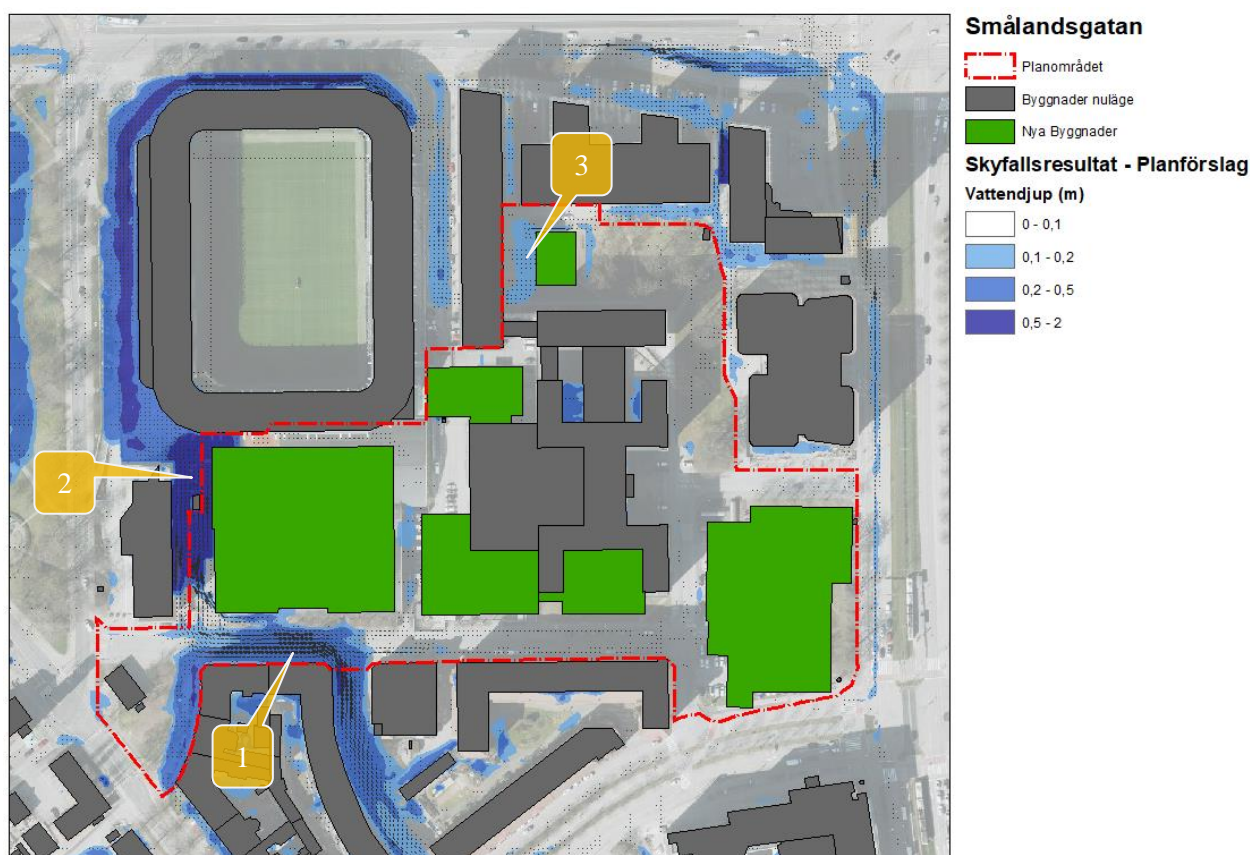 Smålandsgatan
Planområdet
Byggnader nuläge
Nya Byggnader
Skyfallsresultat - Planförslag
Vattendjup (m)
0 - 0,1
0,1 - 0,2
0,2 - 0,5
0,5 - 2
3
2
1